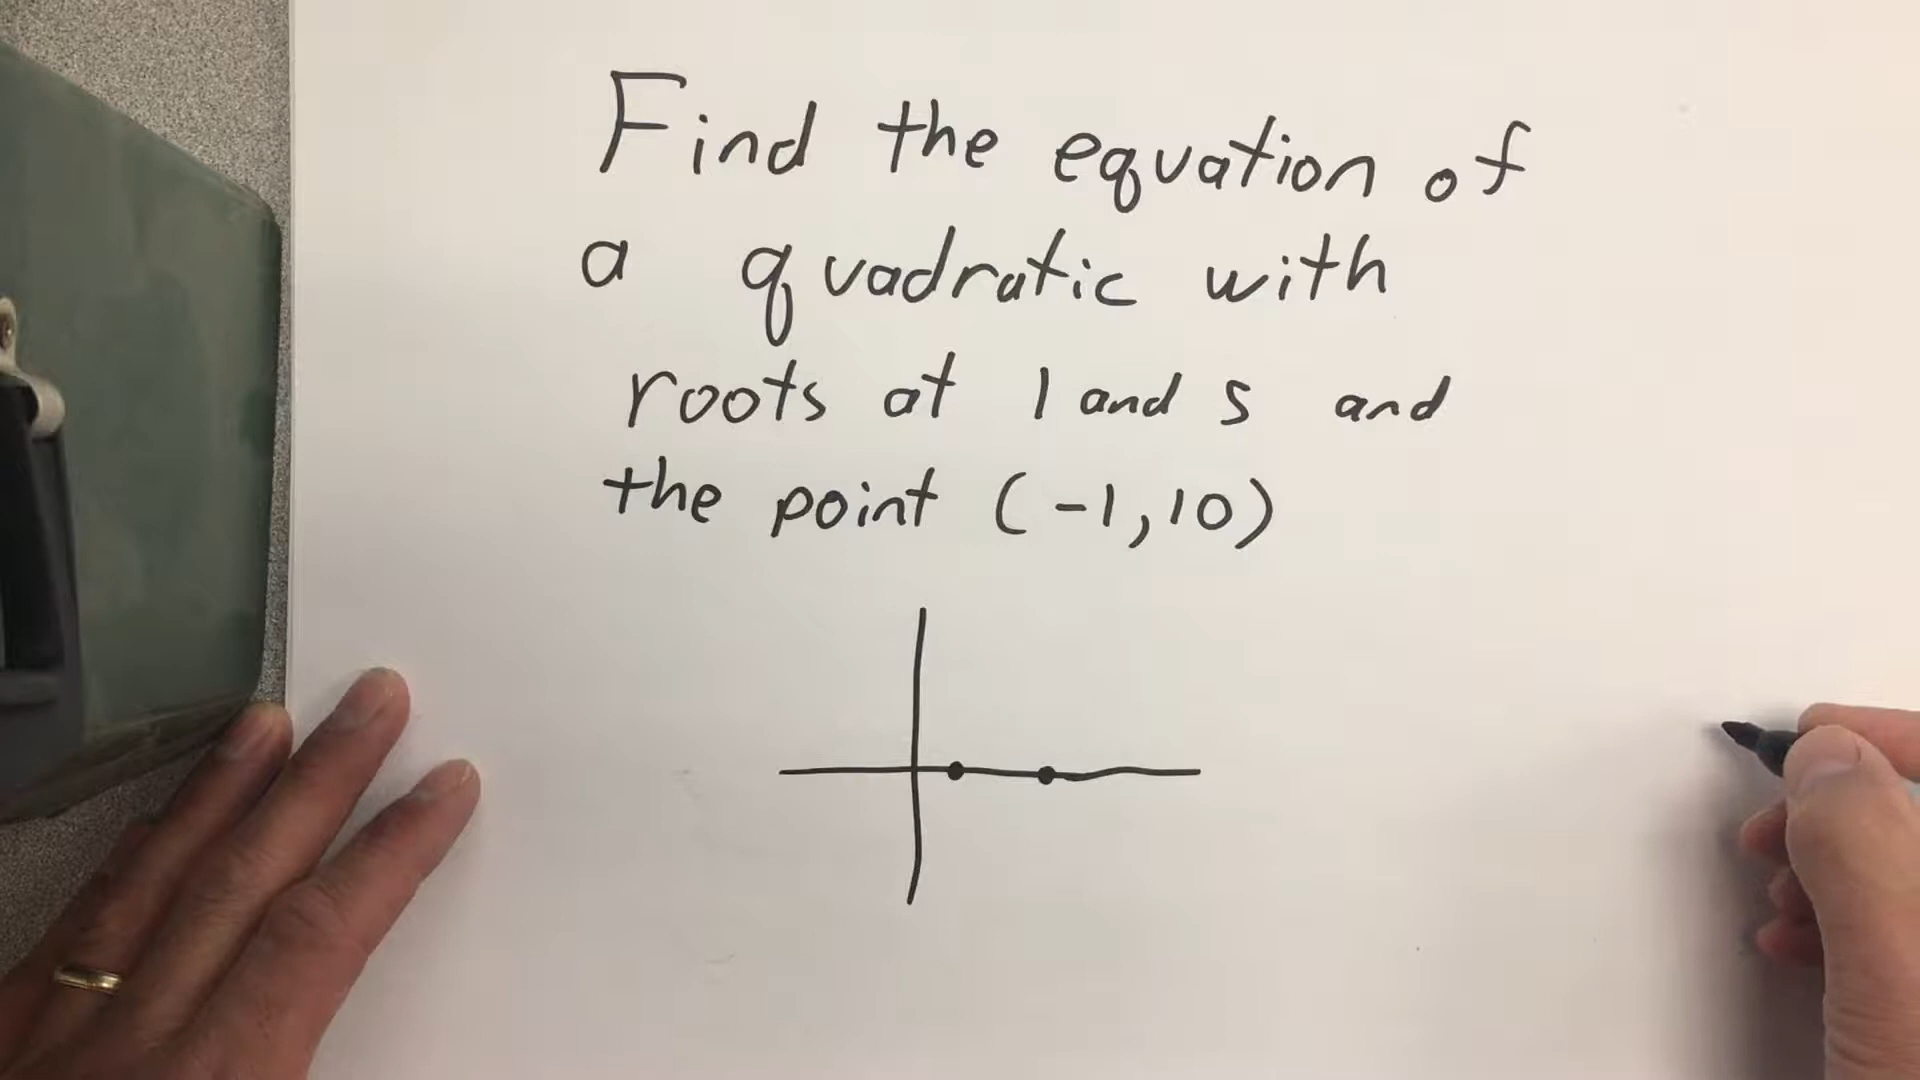 Find the equation of
a quadratic with
roots at 1 and 5 and
the point (-1,10)